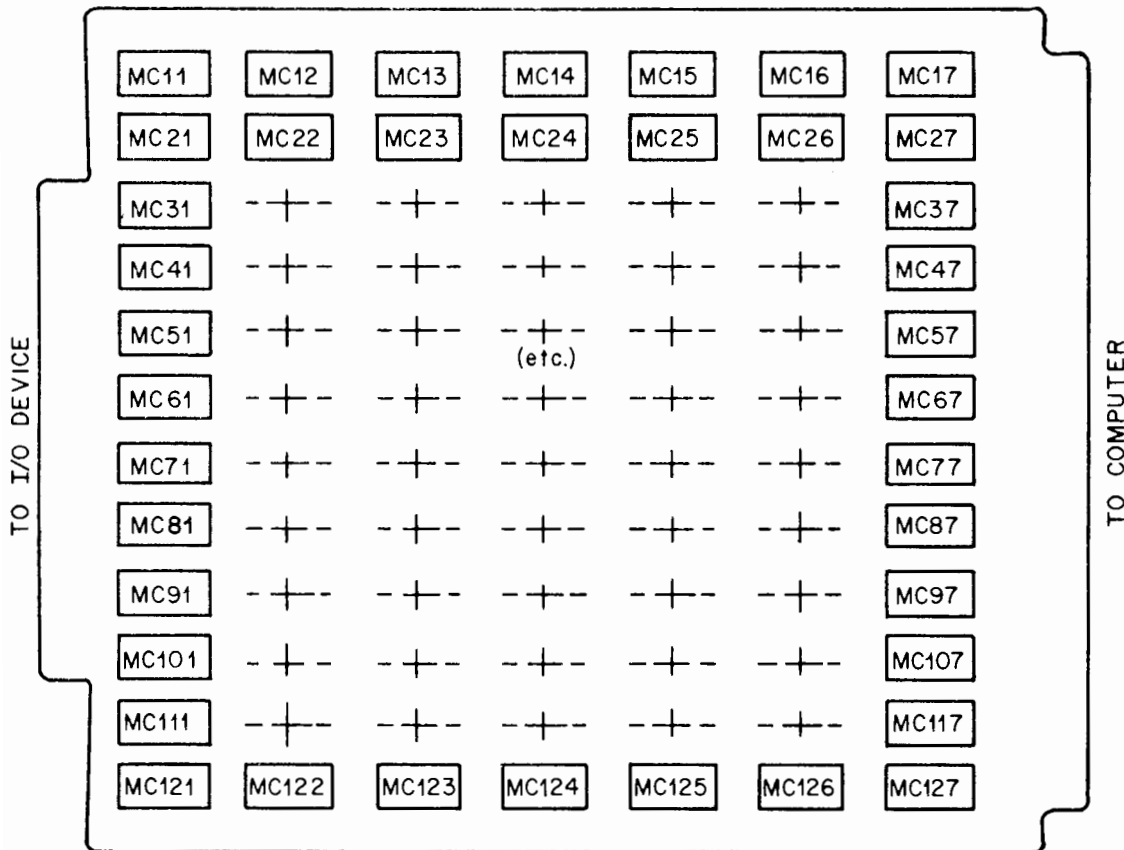 MC11 MC12 MC13 MC14 MC15 MC16 MC17
MC21 MC22 MC23 MC24 MC25 MC26 MC27
MC31 MC37
MC41 MC47
MC51 MC57
(etc.)
MC61 MC67
MC71 MC77
MC81 MC87
MC91 MC97
MC101 MC107
MC111 MC117
MC121 MC122 MC123 MC124 MC125 MC126 MC127
TO I/O DEVICE
TO COMPUTER